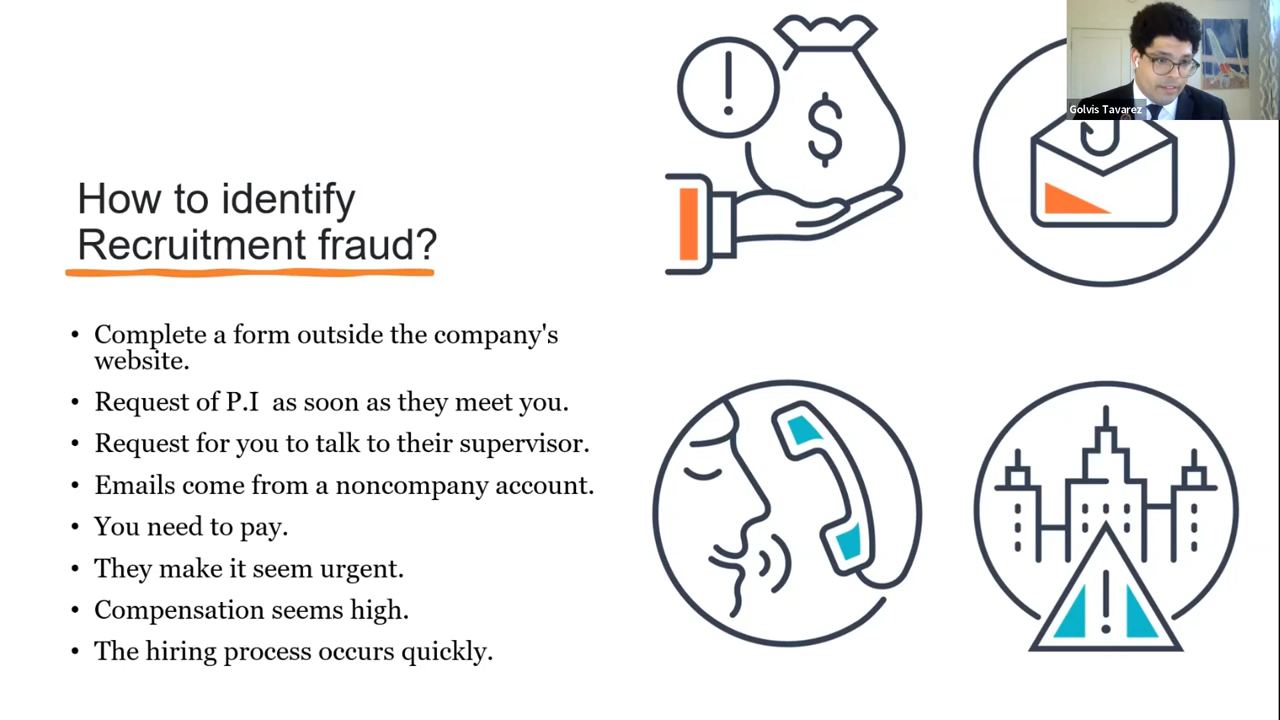 Golvis Tavarez
$
How to identify
Recruitment fraud?
• Complete a form outside the company's
website.
• Request of P.I as soon as they meet you.
• Request for you to talk to their supervisor.
• Emails come from a noncompany account.
• You need to pay.
• They make it seem urgent.
• Compensation seems high.
• The hiring process occurs quickly.